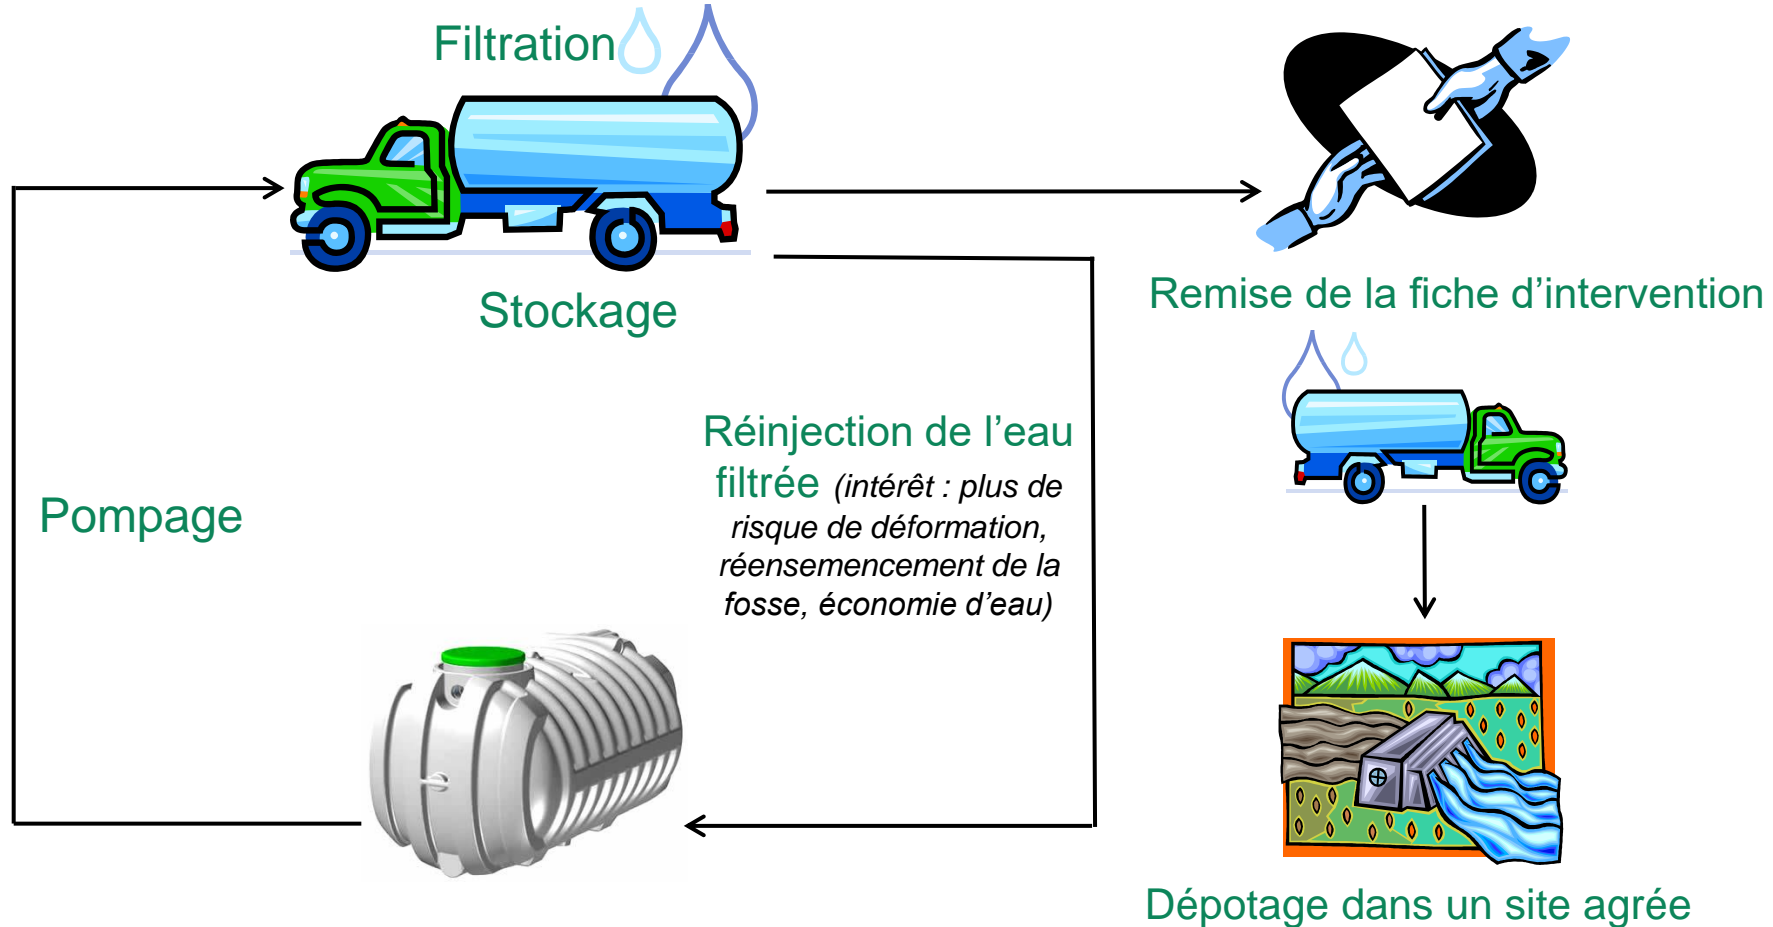 Filtration
Stockage
Remise de la fiche d’intervention
Pompage
Réinjection de l’eau
filtrée (intérêt : plus de
risque de déformation,
réensemencement de la
fosse, économie d’eau)
Dépotage dans un site agrée